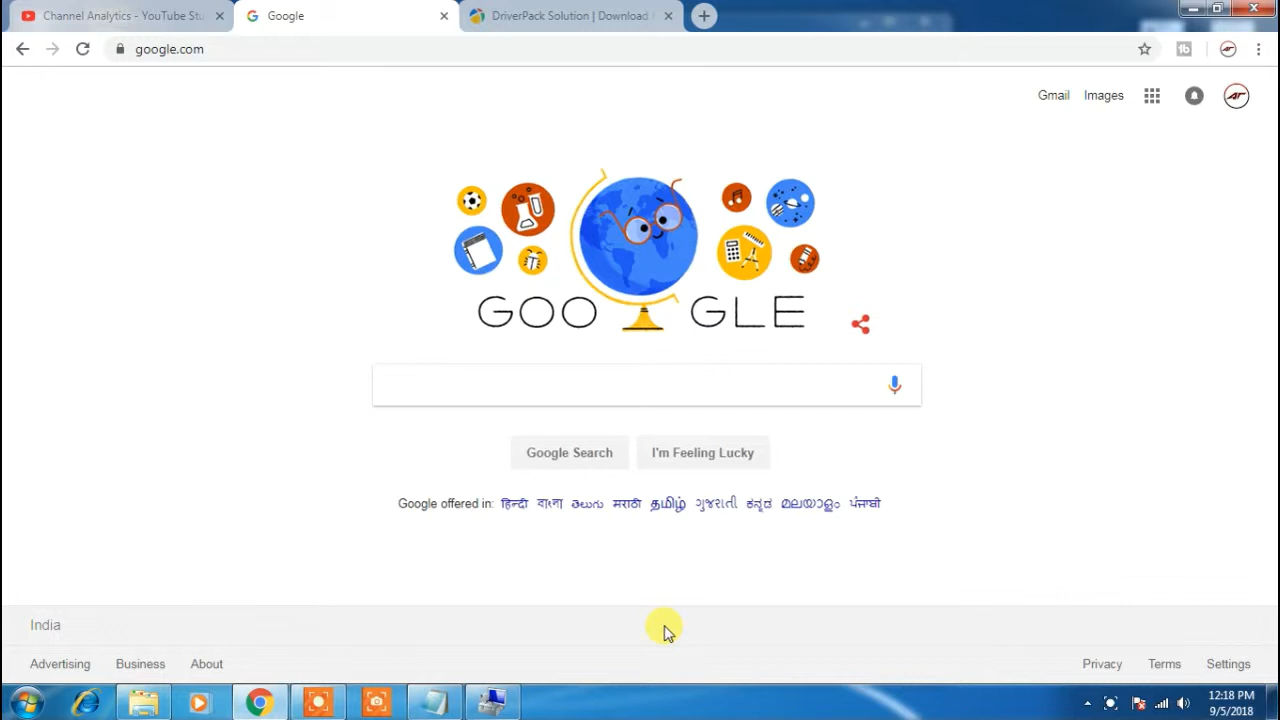 Channel Analytics - YouTube Stu
Google
DriverPack Solution | Download
google.com
Gmail Images
GOO GLE
Google Search I'm Feeling Lucky
Google offered in: हिन्दी বাংলা తెలుగు मराठी தமிழ் ગુજરાતી ಕನ್ನಡ മലയാളം ਪੰਜਾਬੀ
India
Advertising Business About
Privacy Terms Settings
12:18 PM
9/5/2018